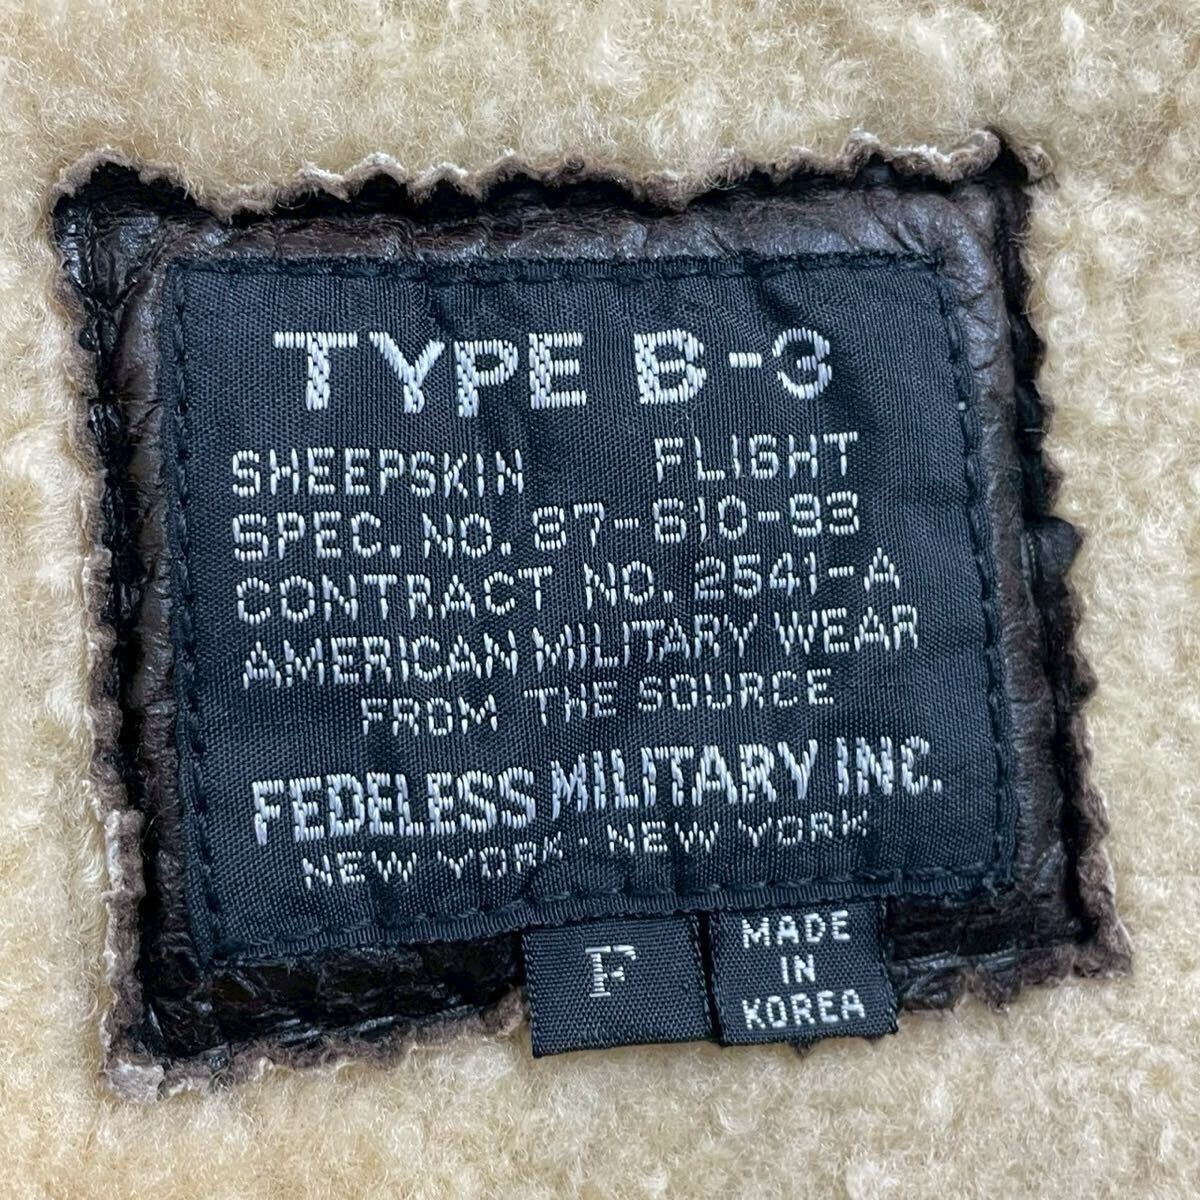 TYPE B-3
SHEEPSKIN FLIGHT
SPEC. NO. 87-810-93
CONTRACT NO. 2541-A
AMERICAN MILITARY WEAR
FROM THE SOURCE
FEDELESS MILITARY INC.
NEW YORK · NEW YORK
F
MADE
IN
KOREA